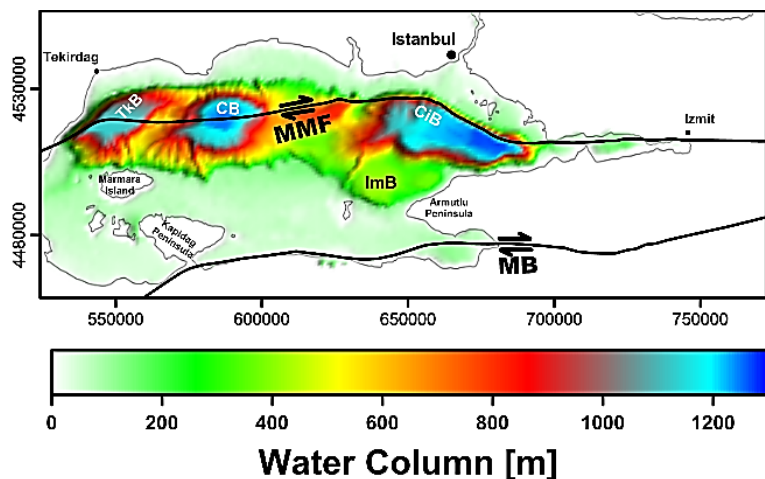 Istanbul
Tekirdag
4530000
TkB
CB
MMF
CiB
Izmit
Marmara
Island
ImB
Armutlu
Peninsula
Kapidag
Peninsula
4480000
MB
550000
600000
650000
700000
750000
0
200
400
600
800
1000
1200
Water Column [m]